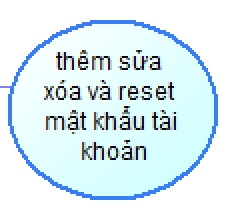 thêm sửa
xóa và reset
mật khẩu tài
khoản